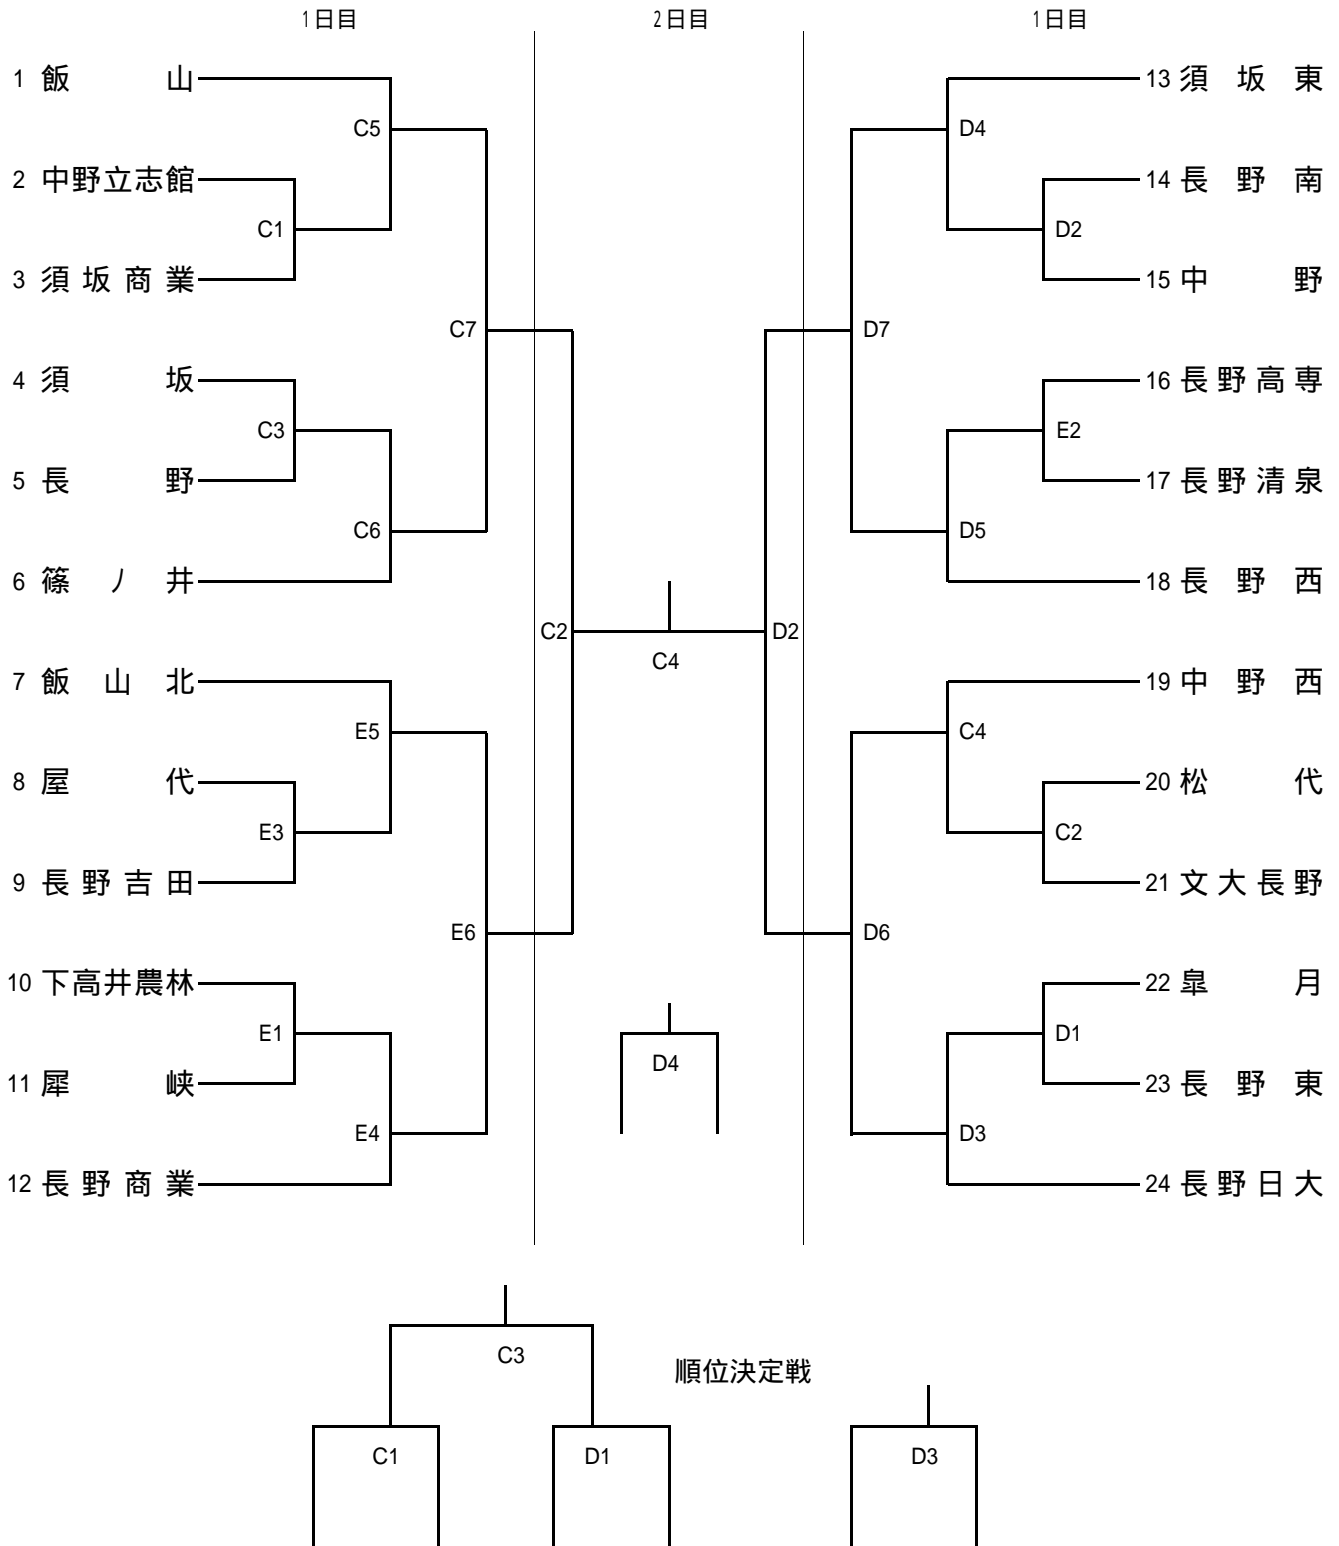 1日目
2日目
1日目
1 飯山
2 中野立志館
3 須坂商業
4 須坂
5 長野
6 篠ノ井
7 飯山北
8 屋代
9 長野吉田
10 下高井農林
11 犀峡
12 長野商業
C5
C1
C7
C3
C6
C2
E5
E3
E6
E1
E4
C4
D4
13 須坂東
14 長野南
15 中野
16 長野高専
17 長野清泉
18 長野西
19 中野西
20 松代
21 文大長野
22 皐月
23 長野東
24 長野日大
D4
D2
D7
E2
D5
D2
C4
C2
D6
D1
D3
順位決定戦
C3
C1
D1
D3